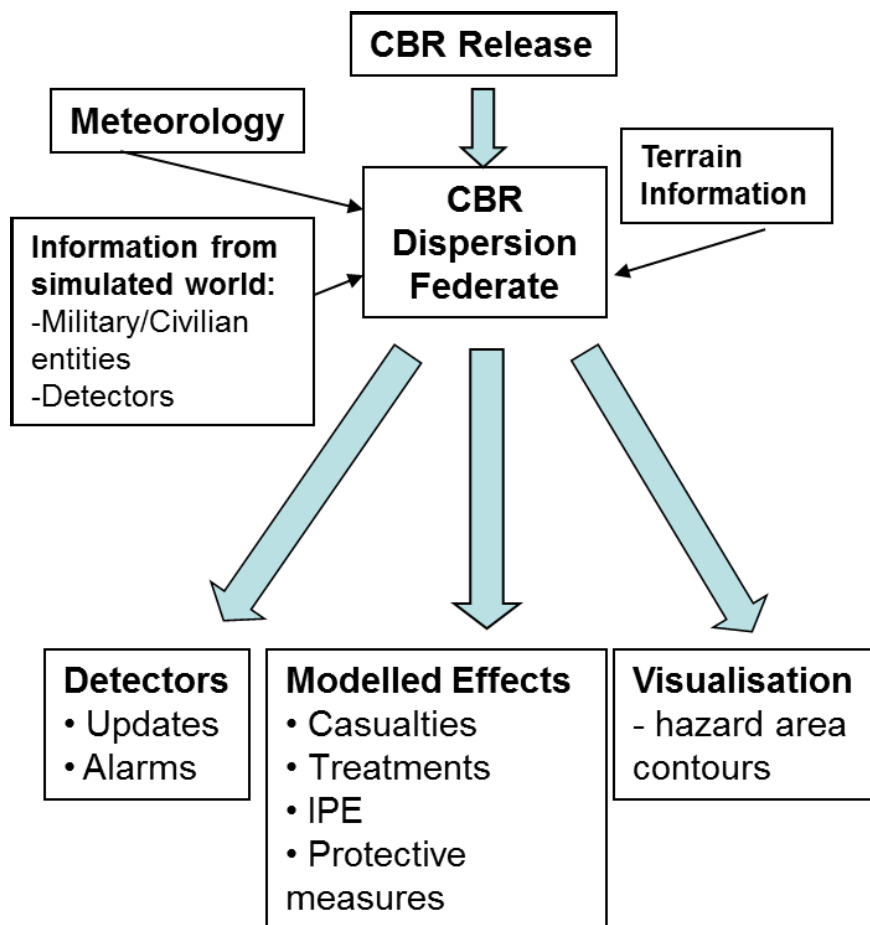 CBR Release
Meteorology
Terrain
Information
CBR
Dispersion
Federate
Information from
simulated world:
-Military/Civilian
entities
-Detectors
Detectors
• Updates
• Alarms
Modelled Effects
• Casualties
• Treatments
• IPE
• Protective
measures
Visualisation
- hazard area
contours